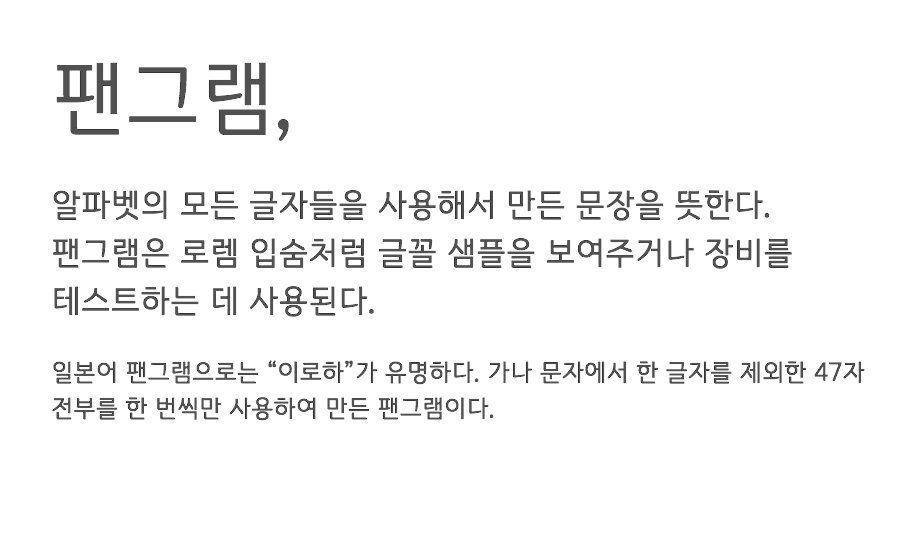 팬그램,
알파벳의 모든 글자들을 사용해서 만든 문장을 뜻한다.
팬그램은 로렘 입숨처럼 글꼴 샘플을 보여주거나 장비를
테스트하는 데 사용된다.
일본어 팬그램으로는 “이로하”가 유명하다. 가나 문자에서 한 글자를 제외한 47자
전부를 한 번씩만 사용하여 만든 팬그램이다.